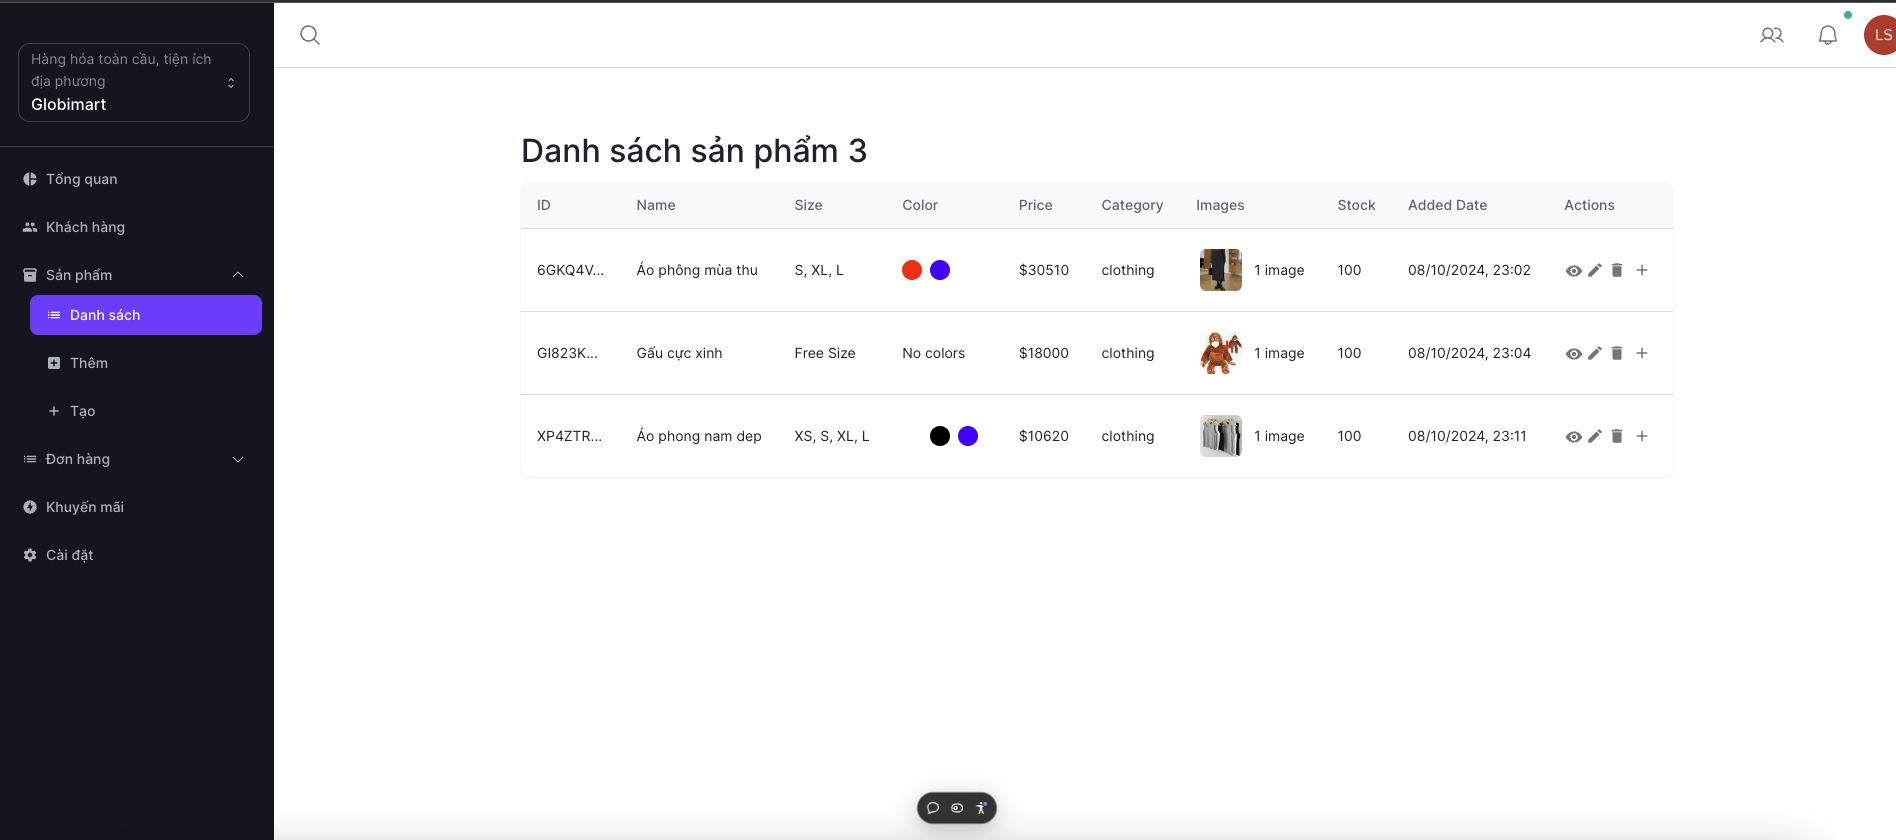 Hàng hóa toàn cầu, tiện ích
địa phương
Globimart
LS
Tổng quan
Khách hàng
Sản phẩm
Danh sách
Thêm
Tạo
Đơn hàng
Khuyến mãi
Cài đặt
Danh sách sản phẩm 3
ID Name Size Color Price Category Images Stock Added Date Actions
6GKQ4V... Áo phông mùa thu S, XL, L $30510 clothing 1 image 100 08/10/2024, 23:02
GI823K... Gấu cực xinh Free Size No colors $18000 clothing 1 image 100 08/10/2024, 23:04
XP4ZTR... Áo phong nam dep XS, S, XL, L $10620 clothing 1 image 100 08/10/2024, 23:11